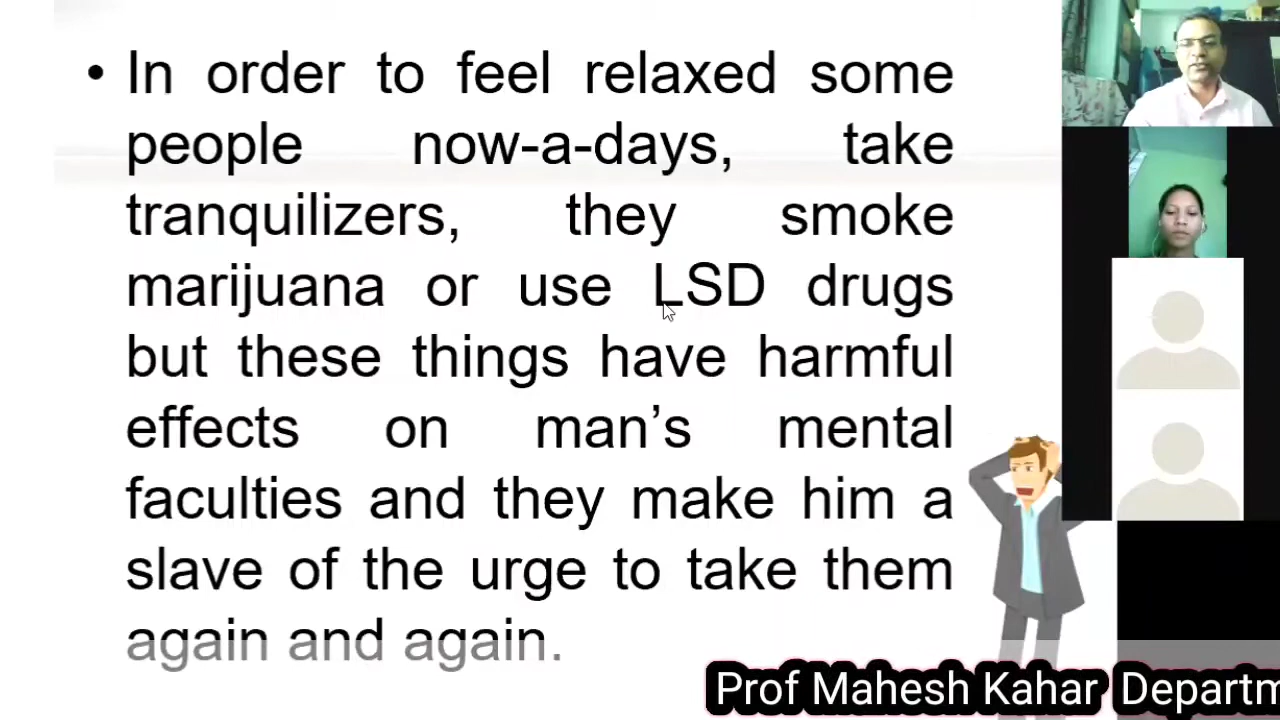 • In order to feel relaxed some
people now-a-days, take
tranquilizers, they smoke
marijuana or use LSD drugs
but these things have harmful
effects on man’s mental
faculties and they make him a
slave of the urge to take them
again and again.
Prof Mahesh Kahar Departm